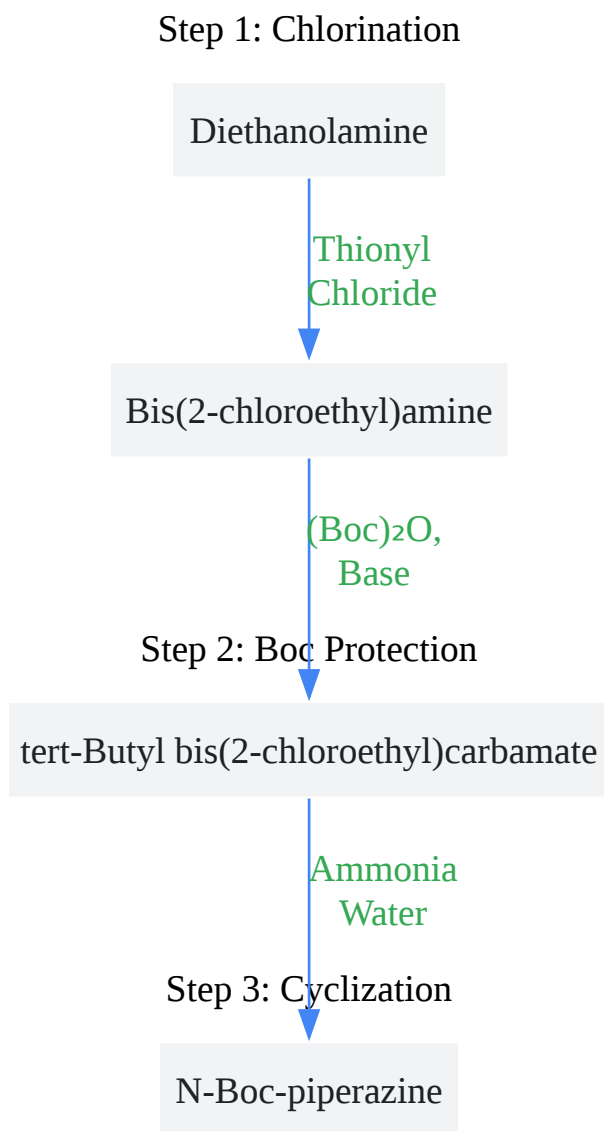 Step 1: Chlorination
Diethanolamine
Thionyl
Chloride
Bis(2-chloroethyl)amine
(Boc)₂O,
Base
Step 2: Boc Protection
tert-Butyl bis(2-chloroethyl)carbamate
Ammonia
Water
Step 3: Cyclization
N-Boc-piperazine